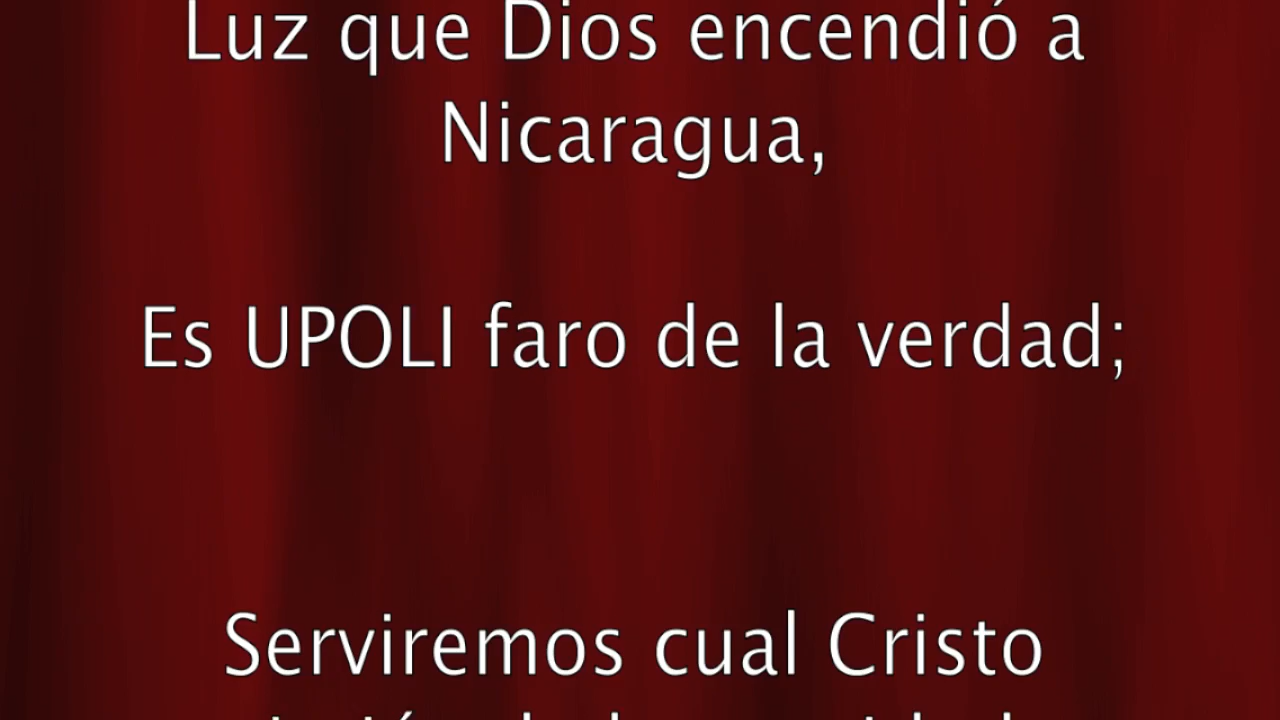 Luz que Dios encendió a
Nicaragua,
Es UPOLI faro de la verdad;
Serviremos cual Cristo